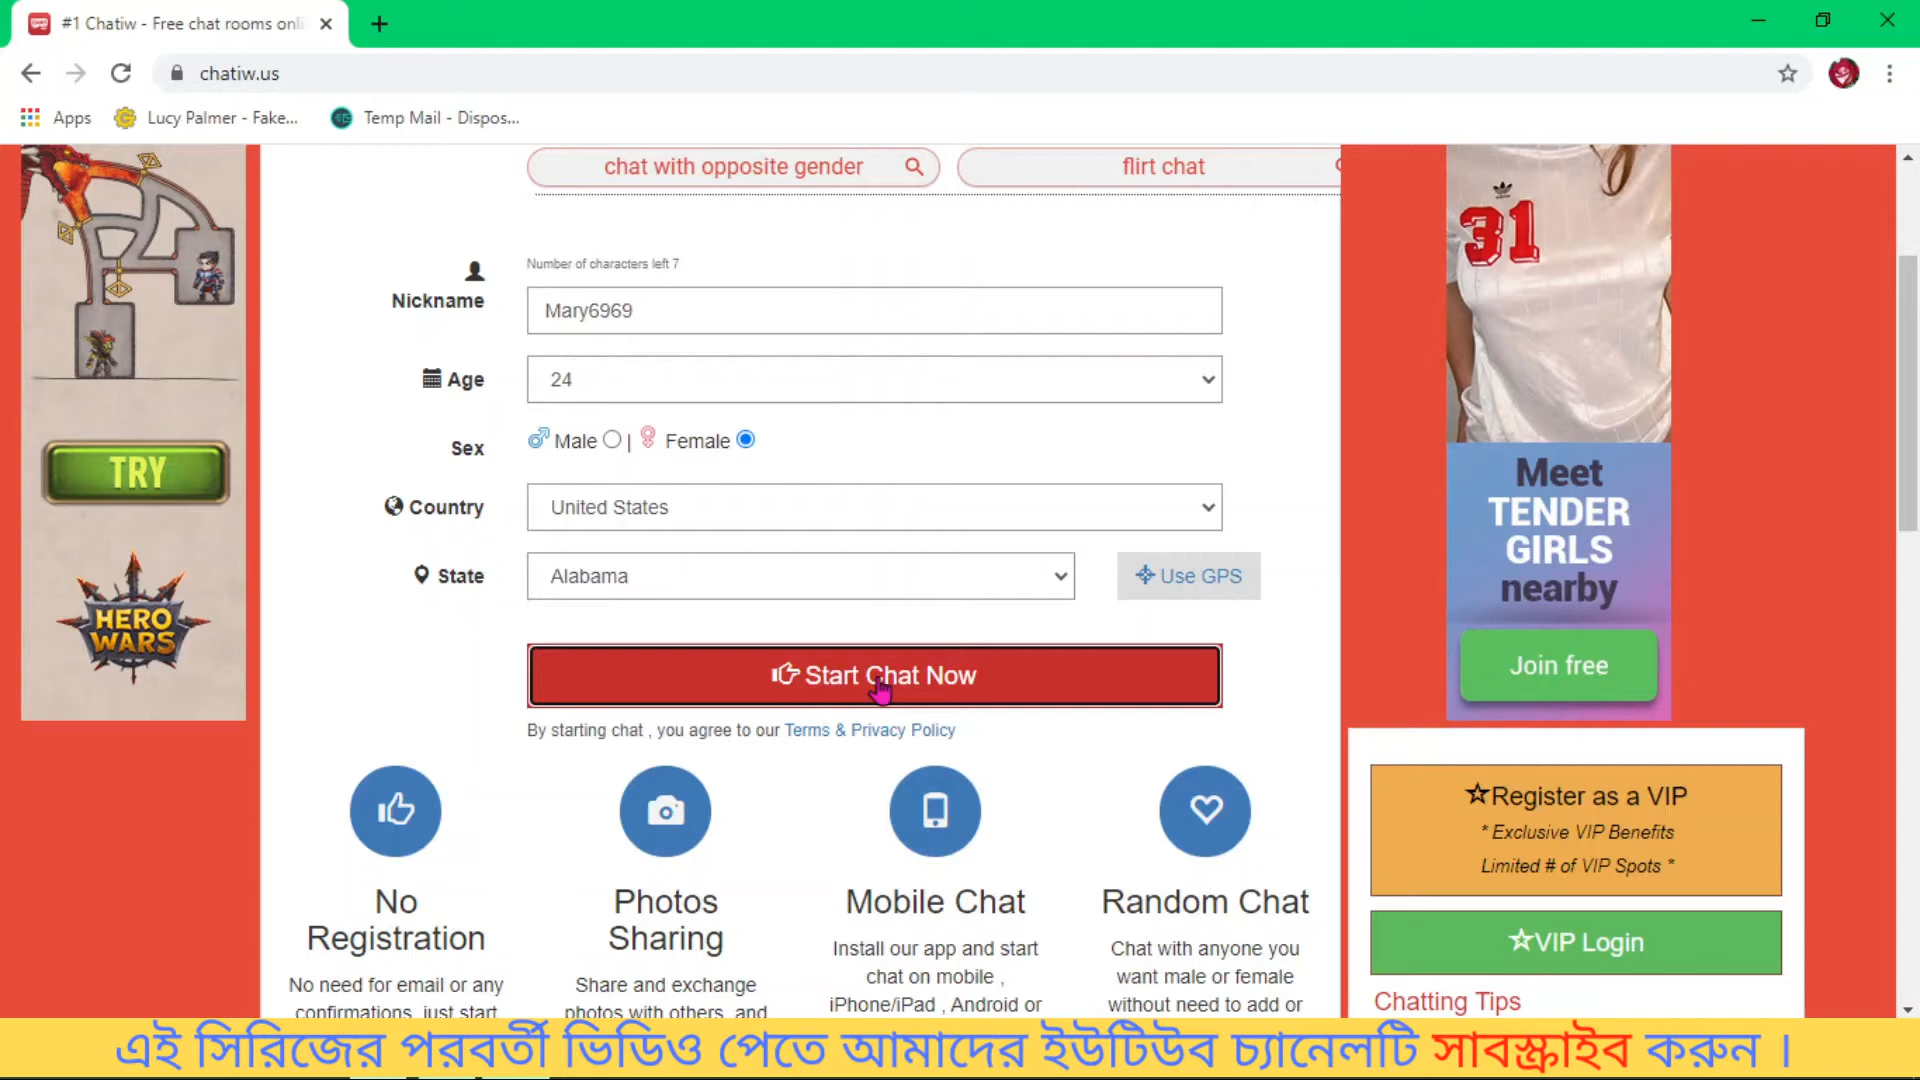 #1 Chatiw - Free chat rooms onli
chatiw.us
Apps
Lucy Palmer - Fake...
Temp Mail - Dispos...
chat with opposite gender
flirt chat
Number of characters left 7
Nickname
Mary6969
Age
24
Sex
Male | Female
Country
United States
State
Alabama
Use GPS
Start Chat Now
By starting chat , you agree to our Terms & Privacy Policy
No
Registration
No need for email or any
confirmations, just start
Photos
Sharing
Share and exchange
photos with others, and
Mobile Chat
Install our app and start
chat on mobile ,
iPhone/iPad , Android or
Random Chat
Chat with anyone you
want male or female
without need to add or
TRY
HERO
WARS
31
Meet
TENDER
GIRLS
nearby
Join free
Register as a VIP
* Exclusive VIP Benefits
Limited # of VIP Spots *
VIP Login
Chatting Tips
এই সিরিজের পরবর্তী ভিডিও পেতে আমাদের ইউটিউব চ্যানেলটি সাবস্ক্রাইব করুন ।